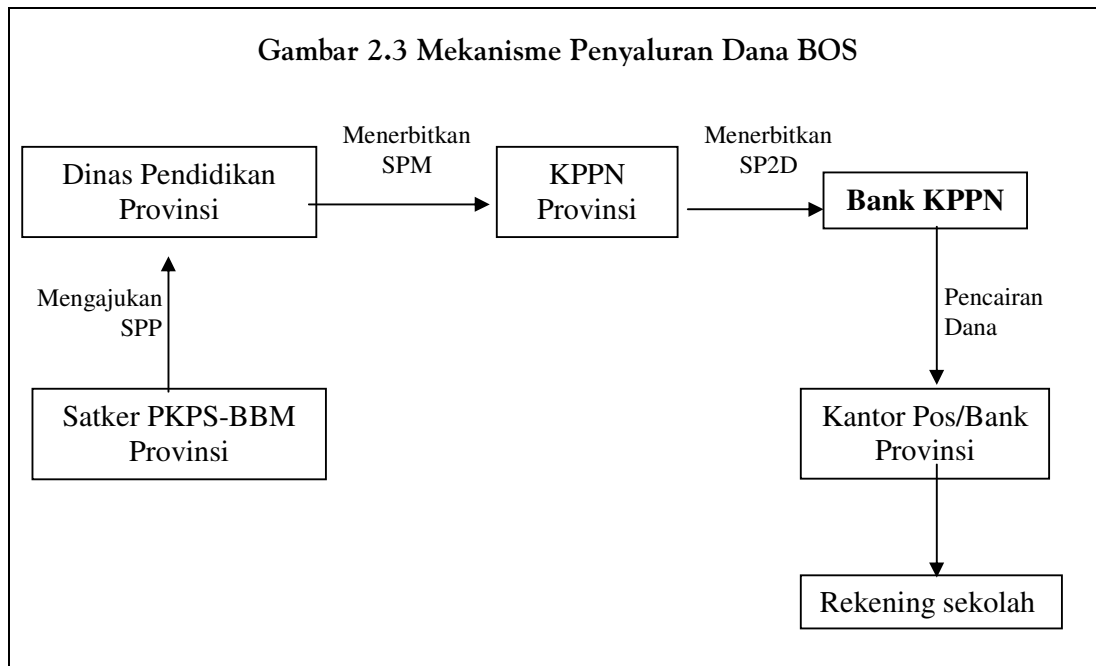 Gambar 2.3 Mekanisme Penyaluran Dana BOS
Dinas Pendidikan
Provinsi
Menerbitkan
SPM
KPPN
Provinsi
Menerbitkan
SP2D
Bank KPPN
Mengajukan
SPP
Pencairan
Dana
Satker PKPS-BBM
Provinsi
Kantor Pos/Bank
Provinsi
Rekening sekolah